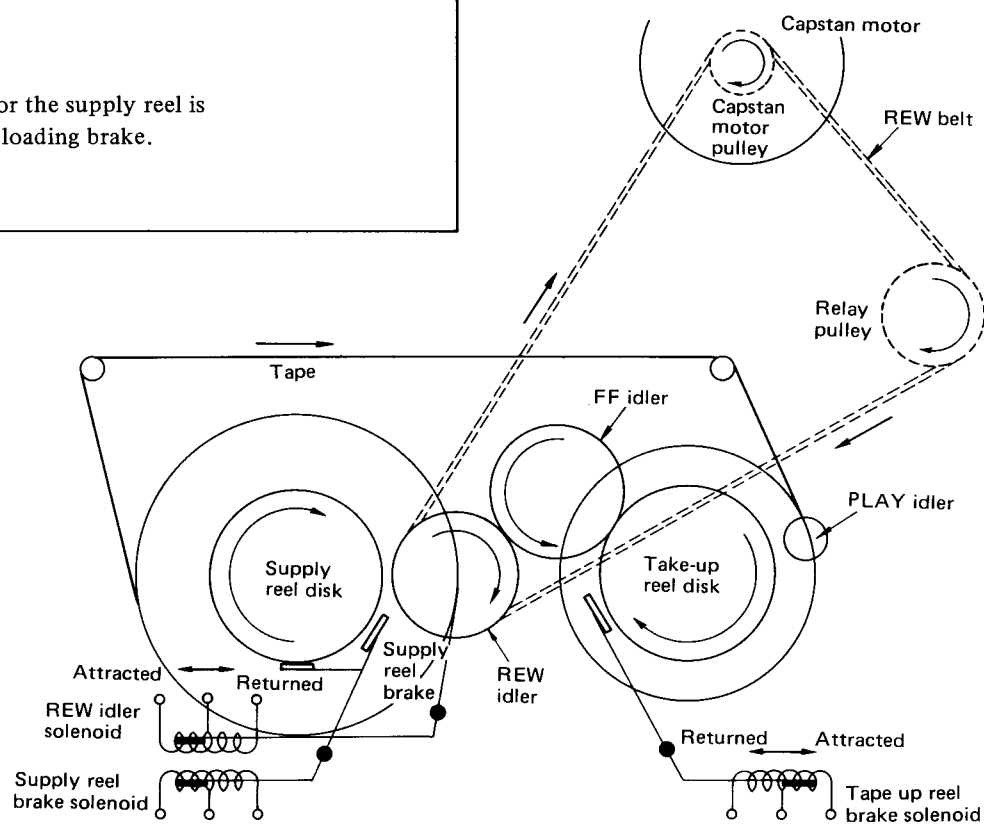 or the supply reel is
loading brake.
Capstan motor
Capstan
motor
pulley
REW belt
Relay
pulley
Tape
FF idler
PLAY idler
Supply
reel disk
Take-up
reel disk
Supply
reel
brake
REW
idler
Attracted
Returned
REW idler
solenoid
Supply reel
brake solenoid
Returned
Attracted
Tape up reel
brake solenoid